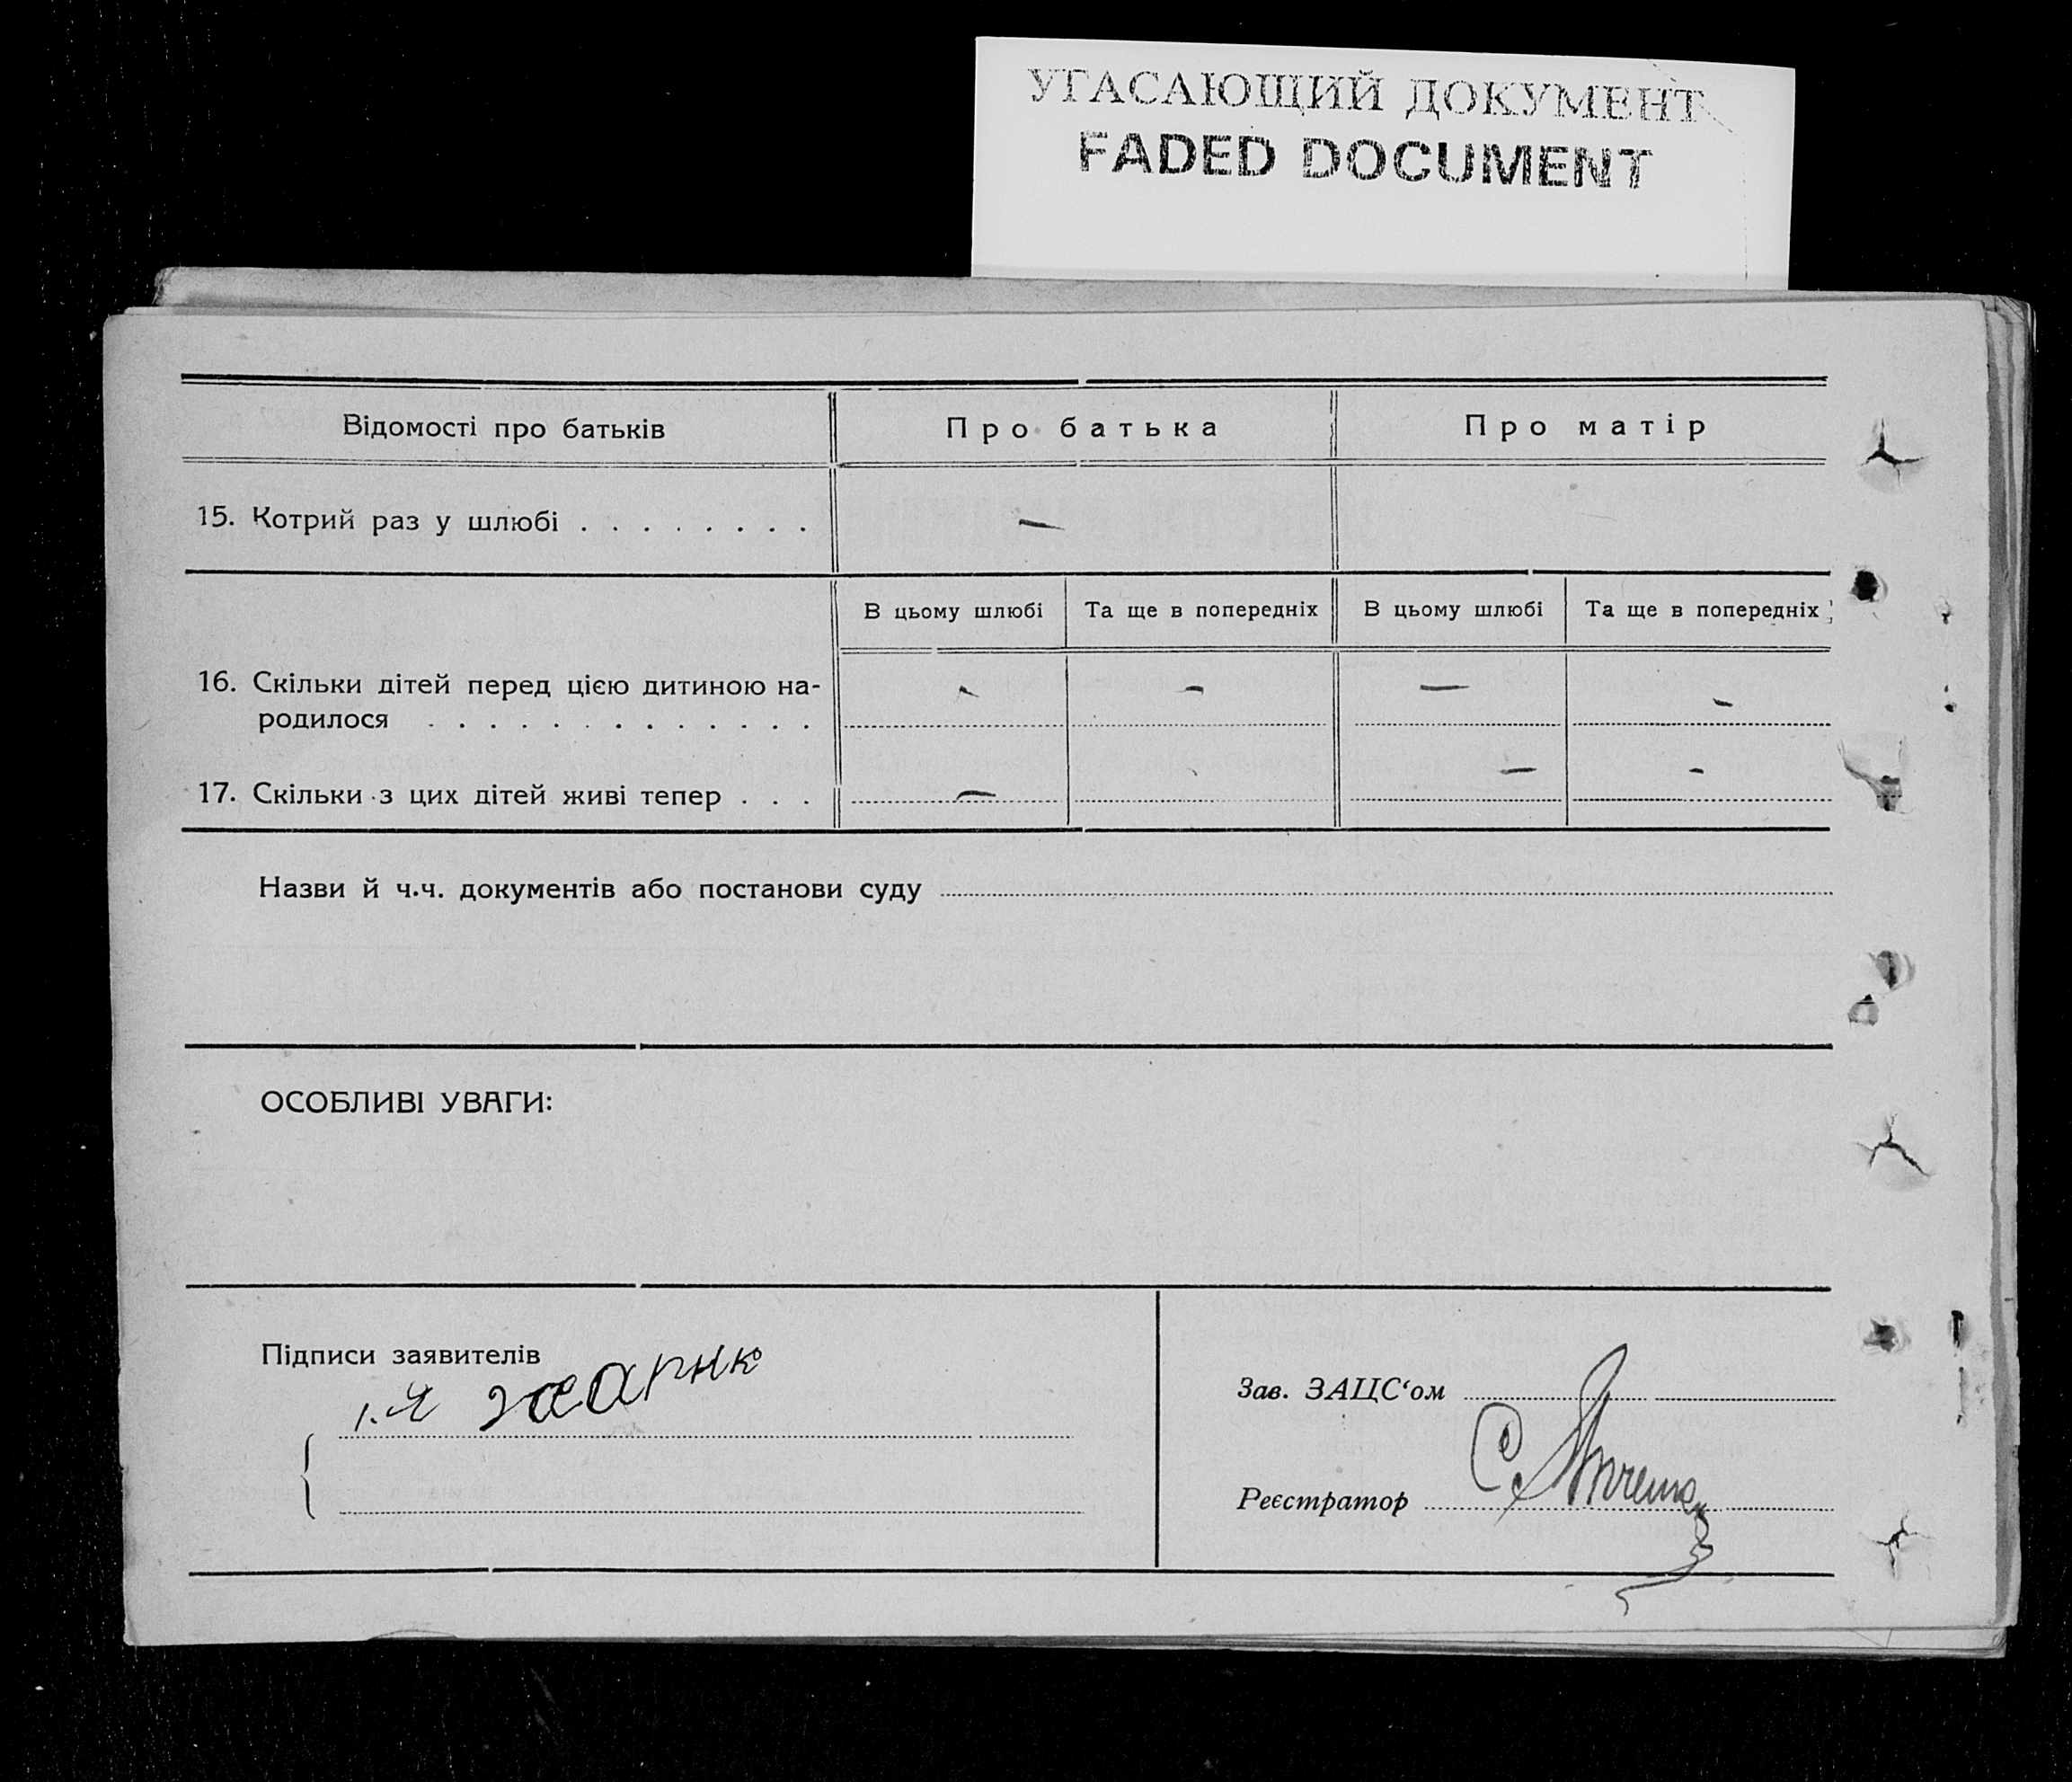 УГАСАЮЩИЙ ДОКУМЕНТ
FADED DOCUMENT
Відомості про батьків
Про батька
Про матір
15. Котрий раз у шлюбі . . . . . . . .
—
В цьому шлюбі
Та ще в попередніх
В цьому шлюбі
Та ще в попередніх
16. Скільки дітей перед цією дитиною на-
родилося . . . . . . . . . . . . .
- - — -
17. Скільки з цих дітей живі тепер . . .
— — -
Назви й ч.ч. документів або постанови суду
ОСОБЛИВІ УВАГИ:
Підписи заявителів
Зав. ЗАЦС‘ом
Реєстратор